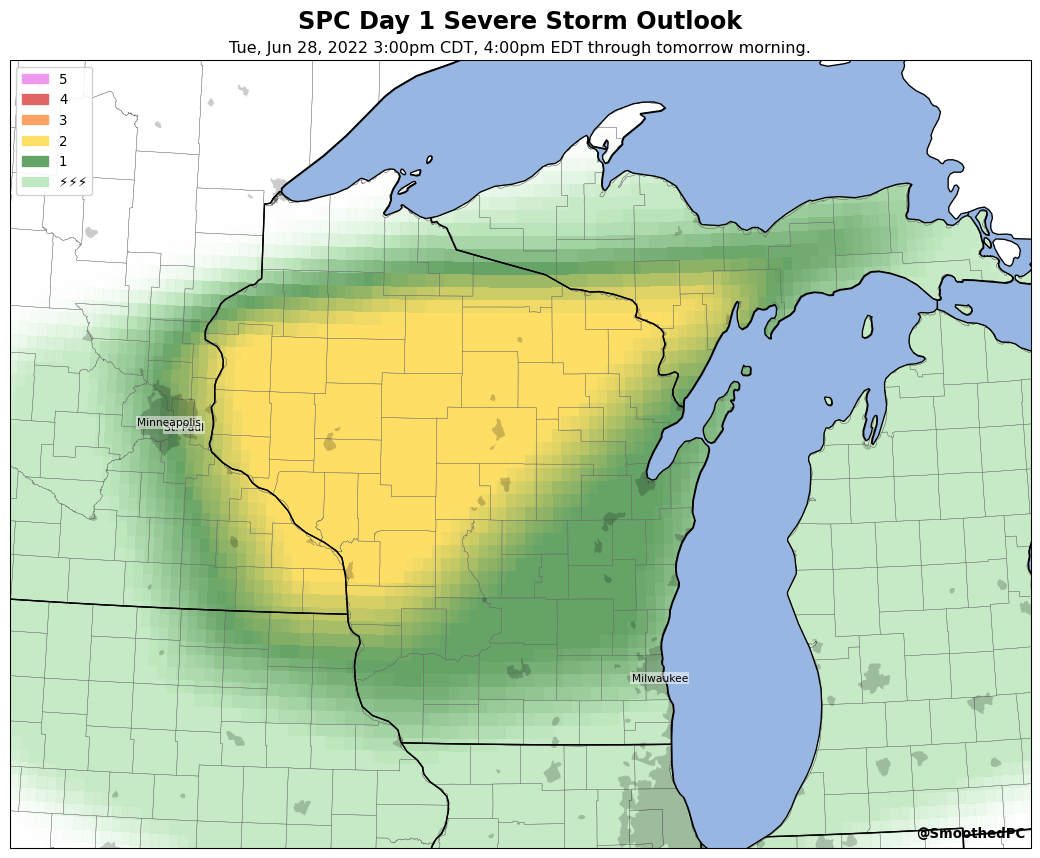 SPC Day 1 Severe Storm Outlook
Tue, Jun 28, 2022 3:00pm CDT, 4:00pm EDT through tomorrow morning.
5
4
3
2
1
⚡⚡⚡
Minneapolis
St. Paul
Milwaukee
@SmoothedPC